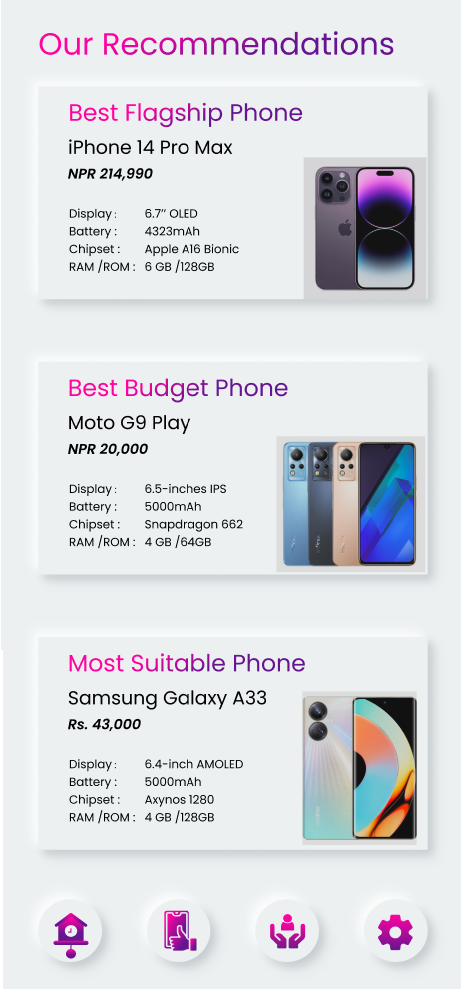 Our Recommendations
Best Flagship Phone
iPhone 14 Pro Max
NPR 214,990
Display : 6.7” OLED
Battery : 4323mAh
Chipset : Apple A16 Bionic
RAM /ROM : 6 GB /128GB
Best Budget Phone
Moto G9 Play
NPR 20,000
Display : 6.5-inches IPS
Battery : 5000mAh
Chipset : Snapdragon 662
RAM /ROM : 4 GB /64GB
Most Suitable Phone
Samsung Galaxy A33
Rs. 43,000
Display : 6.4-inch AMOLED
Battery : 5000mAh
Chipset : Axynos 1280
RAM /ROM : 4 GB /128GB